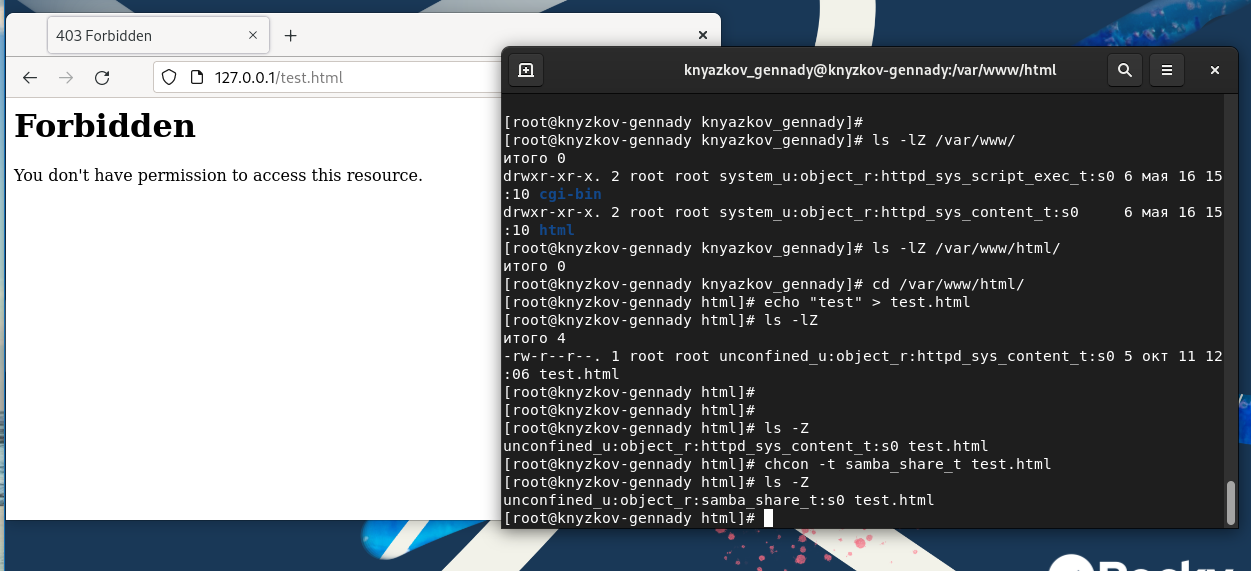 403 Forbidden
127.0.0.1/test.html
Forbidden
You don't have permission to access this resource.
knyazkov_gennady@knyzkov-gennady:/var/www/html
[root@knyzkov-gennady knyazkov_gennady]#
[root@knyzkov-gennady knyazkov_gennady]# ls -lZ /var/www/
итого 0
drwxr-xr-x. 2 root root system_u:object_r:httpd_sys_script_exec_t:s0 6 мая 16 15
:10 cgi-bin
drwxr-xr-x. 2 root root system_u:object_r:httpd_sys_content_t:s0     6 мая 16 15
:10 html
[root@knyzkov-gennady knyazkov_gennady]# ls -lZ /var/www/html/
итого 0
[root@knyzkov-gennady knyazkov_gennady]# cd /var/www/html/
[root@knyzkov-gennady html]# echo "test" > test.html
[root@knyzkov-gennady html]# ls -lZ
итого 4
-rw-r--r--. 1 root root unconfined_u:object_r:httpd_sys_content_t:s0 5 окт 11 12
:06 test.html
[root@knyzkov-gennady html]#
[root@knyzkov-gennady html]#
[root@knyzkov-gennady html]# ls -Z
unconfined_u:object_r:httpd_sys_content_t:s0 test.html
[root@knyzkov-gennady html]# chcon -t samba_share_t test.html
[root@knyzkov-gennady html]# ls -Z
unconfined_u:object_r:samba_share_t:s0 test.html
[root@knyzkov-gennady html]#
Rocky